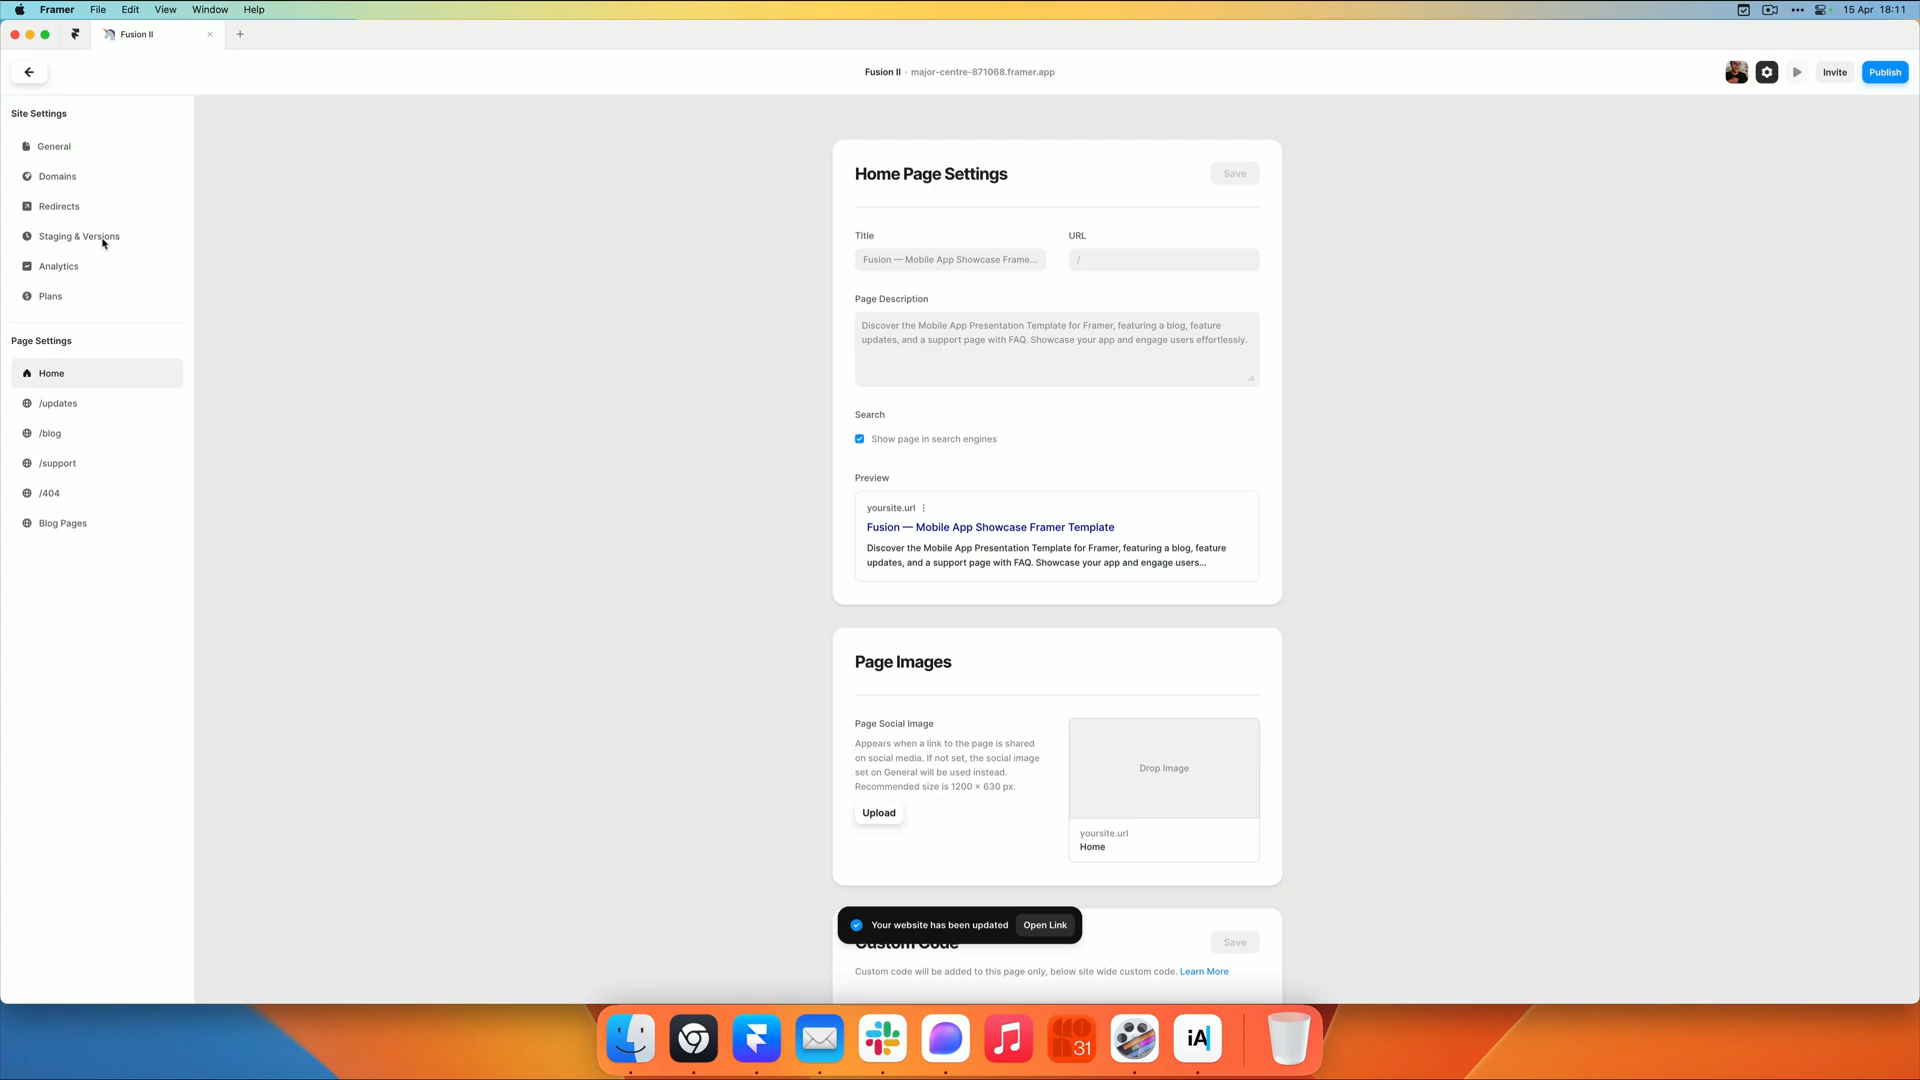 Framer File Edit View Window Help
15 Apr 18:11
Fusion II
Fusion II · major-centre-871068.framer.app
Invite
Publish
Site Settings
General
Domains
Redirects
Staging & Versions
Analytics
Plans
Page Settings
Home
/updates
/blog
/support
/404
Blog Pages
Home Page Settings
Save
Title
URL
Fusion — Mobile App Showcase Frame...
/
Page Description
Discover the Mobile App Presentation Template for Framer, featuring a blog, feature
updates, and a support page with FAQ. Showcase your app and engage users effortlessly.
Search
Show page in search engines
Preview
yoursite.url
Fusion — Mobile App Showcase Framer Template
Discover the Mobile App Presentation Template for Framer, featuring a blog, feature
updates, and a support page with FAQ. Showcase your app and engage users...
Page Images
Page Social Image
Appears when a link to the page is shared
on social media. If not set, the social image
set on General will be used instead.
Recommended size is 1200 × 630 px.
Upload
Drop Image
yoursite.url
Home
Your website has been updated
Open Link
Custom Code
Save
Custom code will be added to this page only, below site wide custom code. Learn More
31
iA